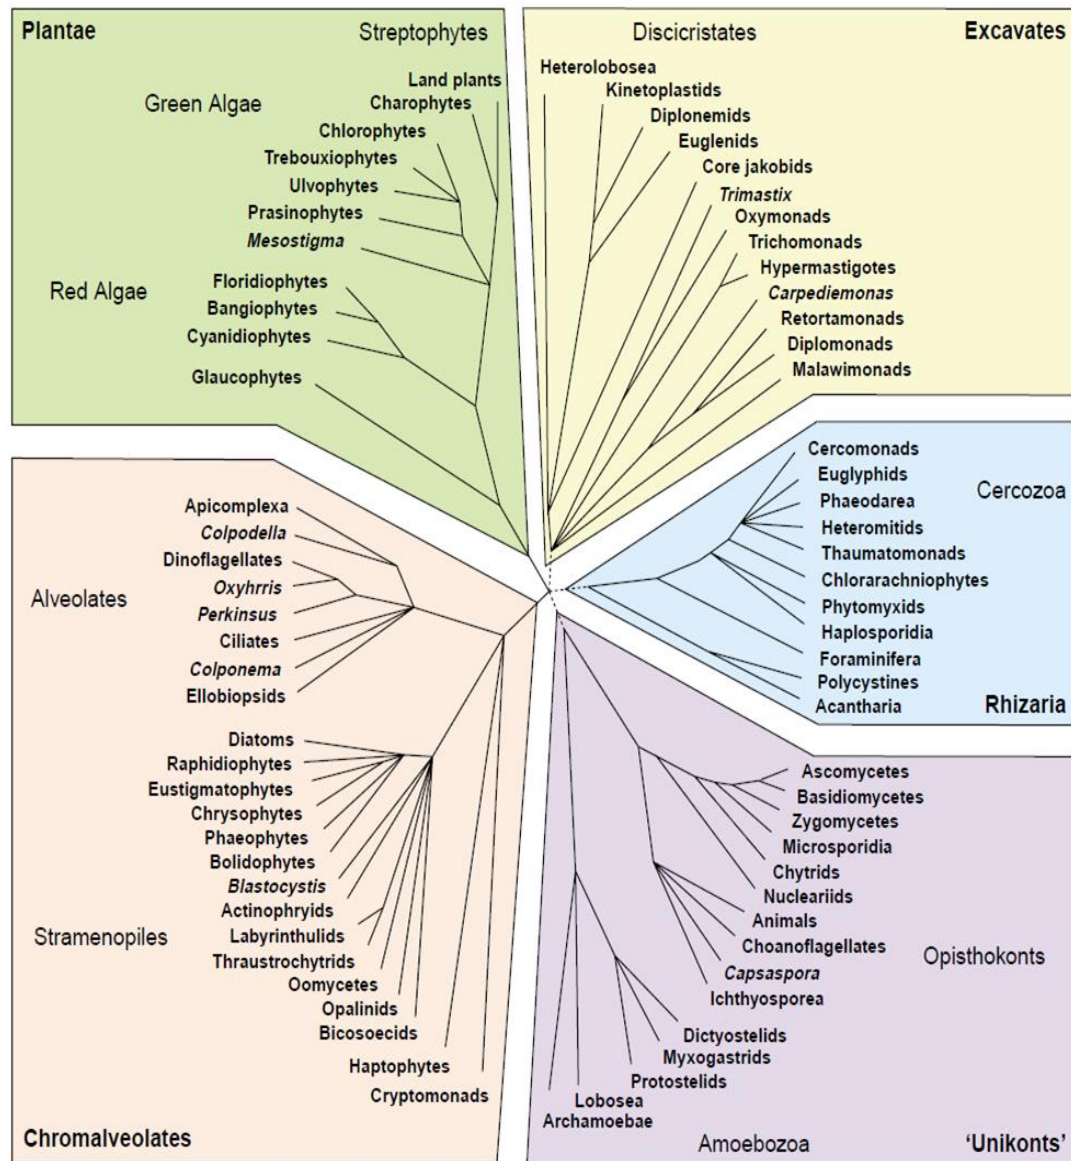 Plantae
Streptophytes
Land plants
Green Algae
Charophytes
Chlorophytes
Trebouxiophytes
Ulvophytes
Prasinophytes
Mesostigma
Red Algae
Floridiophytes
Bangiophytes
Cyanidiophytes
Glaucophytes
Discicristates
Excavates
Heterolobosea
Kinetoplastids
Diplonemids
Euglenids
Core jakobids
Trimastix
Oxymonads
Trichomonads
Hypermastigotes
Carpediemonas
Retortamonads
Diplomonads
Malawimonads
Cercomonads
Euglyphids
Cercozoa
Phaeodarea
Heteromitids
Thaumatomonads
Chlorarachniophytes
Phytomyxids
Haplosporidia
Foraminifera
Polycystines
Acantharia
Rhizaria
Apicomplexa
Colpodella
Dinoflagellates
Oxyhrris
Alveolates
Perkinsus
Ciliates
Colponema
Ellobiopsids
Diatoms
Raphidiophytes
Eustigmatophytes
Chrysophytes
Phaeophytes
Bolidophytes
Blastocystis
Actinophryids
Stramenopiles
Labyrinthulids
Thraustrochytrids
Oomycetes
Opalinids
Bicosoecids
Haptophytes
Cryptomonads
Chromalveolates
Ascomycetes
Basidiomycetes
Zygomycetes
Microsporidia
Chytrids
Nucleariids
Animals
Choanoflagellates
Opisthokonts
Capsaspora
Ichthyosporea
Dictyostelids
Myxogastrids
Protostelids
Lobosea
Archamoebae
Amoebozoa
'Unikonts'